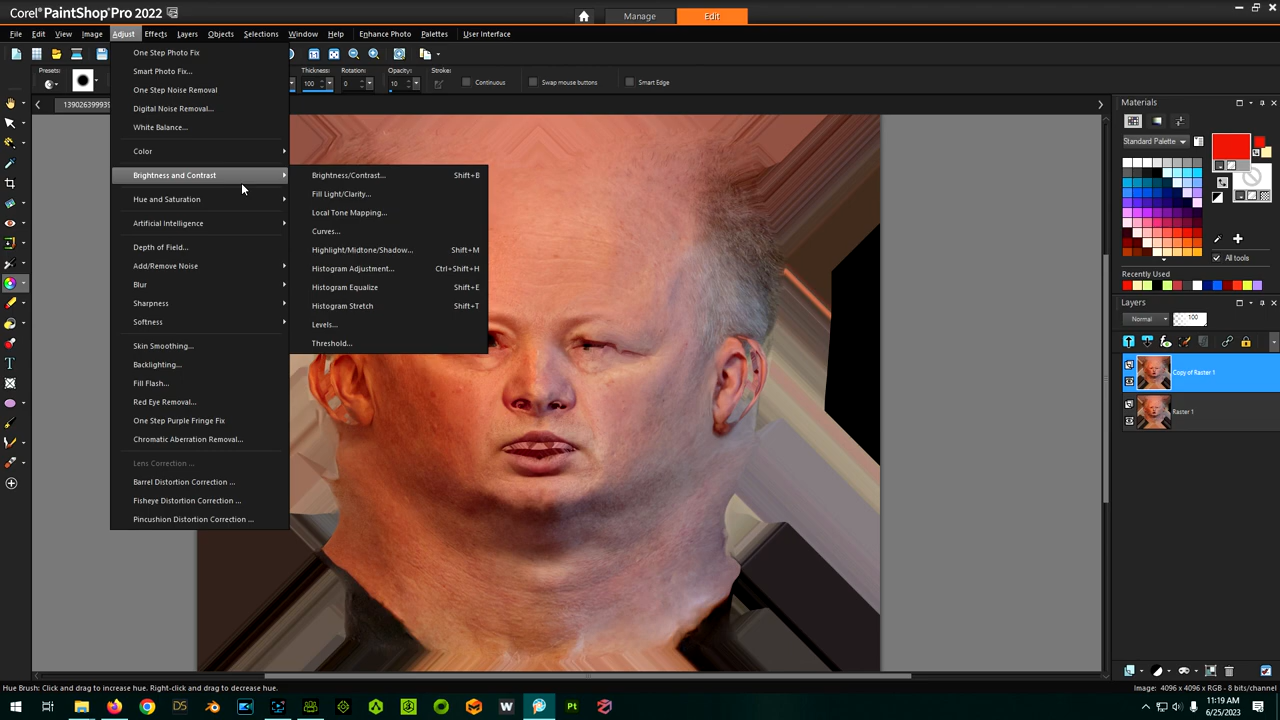 Corel® PaintShop® Pro 2022
Manage
Edit
File Edit View Image Adjust Effects Layers Objects Selections Window Help Enhance Photo Palettes User Interface
Presets:
Thickness:
100
Rotation:
0
Opacity:
10
Stroke:
Continuous
Swap mouse buttons
Smart Edge
One Step Photo Fix
Smart Photo Fix...
One Step Noise Removal
Digital Noise Removal...
White Balance...
Color
Brightness and Contrast
Hue and Saturation
Artificial Intelligence
Depth of Field...
Add/Remove Noise
Blur
Sharpness
Softness
Skin Smoothing...
Backlighting...
Fill Flash...
Red Eye Removal...
One Step Purple Fringe Fix
Chromatic Aberration Removal...
Lens Correction ...
Barrel Distortion Correction ...
Fisheye Distortion Correction ...
Pincushion Distortion Correction ...
Brightness/Contrast... Shift+B
Fill Light/Clarity...
Local Tone Mapping...
Curves...
Highlight/Midtone/Shadow... Shift+M
Histogram Adjustment... Ctrl+Shift+H
Histogram Equalize Shift+E
Histogram Stretch Shift+T
Levels...
Threshold...
Materials
Standard Palette
All tools
Recently Used
Layers
Normal
100
Copy of Raster 1
Raster 1
Hue Brush: Click and drag to increase hue. Right-click and drag to decrease hue.
Image: 4096 x 4096 x RGB - 8 bits/channel
DS
W
Pt
11:19 AM
6/25/2023